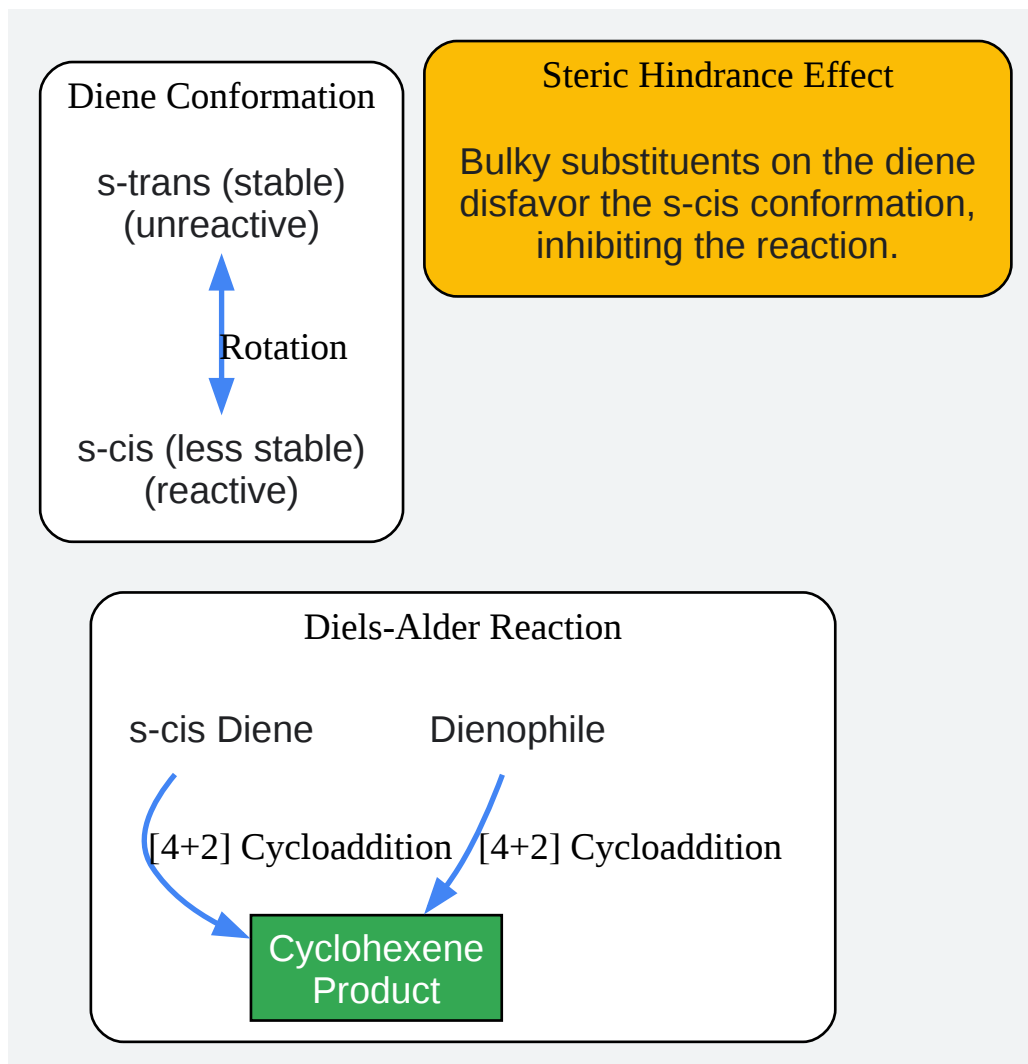 Diene Conformation
s-trans (stable)
(unreactive)
Rotation
s-cis (less stable)
(reactive)
Steric Hindrance Effect
Bulky substituents on the diene
disfavor the s-cis conformation,
inhibiting the reaction.
Diels-Alder Reaction
s-cis Diene
Dienophile
[4+2] Cycloaddition
[4+2] Cycloaddition
Cyclohexene
Product